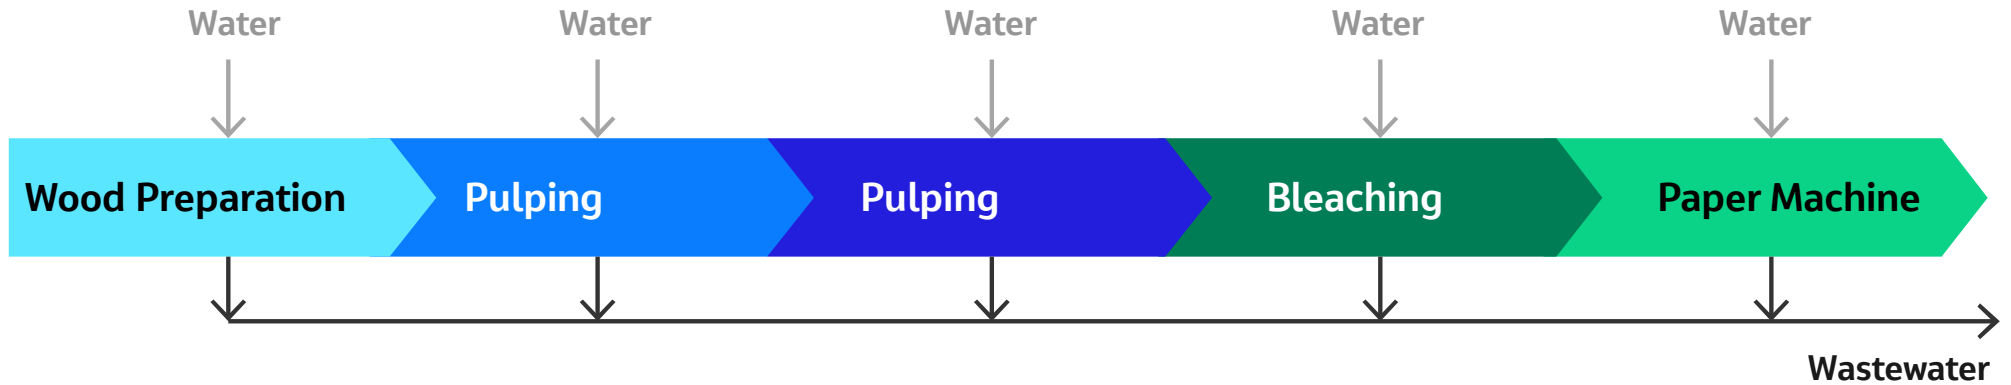 Water
Water
Water
Water
Water
Wood Preparation
Pulping
Pulping
Bleaching
Paper Machine
Wastewater